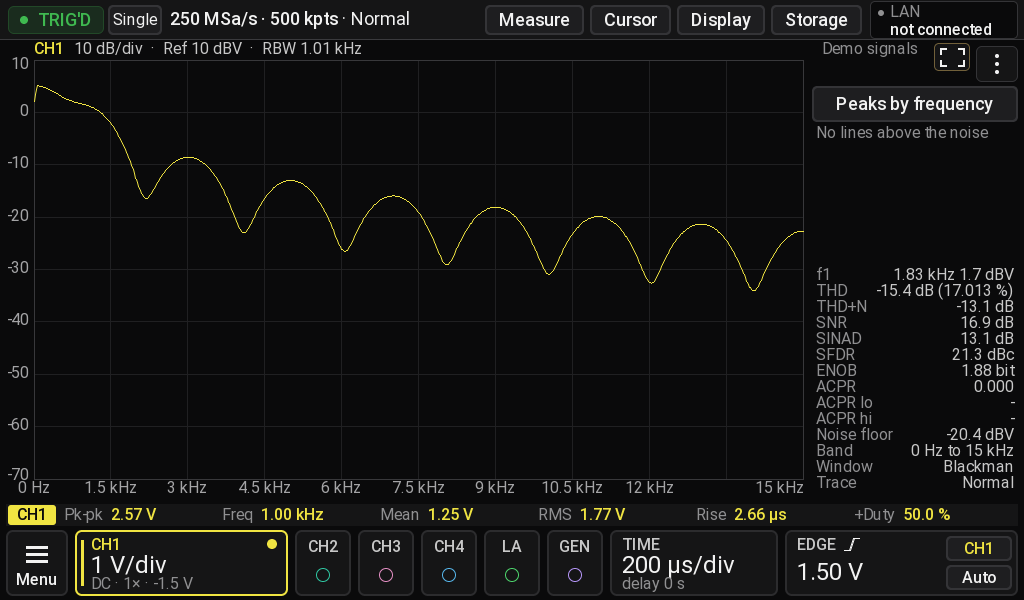 TRIG'D Single 250 MSa/s · 500 kpts · Normal Measure Cursor Display Storage LAN
not connected
CH1 10 dB/div · Ref 10 dBV · RBW 1.01 kHz Demo signals
10
0
-10
-20
-30
-40
-50
-60
-70
0 Hz 1.5 kHz 3 kHz 4.5 kHz 6 kHz 7.5 kHz 9 kHz 10.5 kHz 12 kHz 15 kHz
Peaks by frequency
No lines above the noise
f1 1.83 kHz 1.7 dBV
THD -15.4 dB (17.013 %)
THD+N -13.1 dB
SNR 16.9 dB
SINAD 13.1 dB
SFDR 21.3 dBc
ENOB 1.88 bit
ACPR 0.000
ACPR lo -
ACPR hi -
Noise floor -20.4 dBV
Band 0 Hz to 15 kHz
Window Blackman
Trace Normal
CH1 Pk-pk 2.57 V Freq 1.00 kHz Mean 1.25 V RMS 1.77 V Rise 2.66 µs +Duty 50.0 %
Menu
CH1
1 V/div
DC · 1× · -1.5 V
CH2 CH3 CH4 LA GEN
TIME
200 µs/div
delay 0 s
EDGE
1.50 V
CH1
Auto